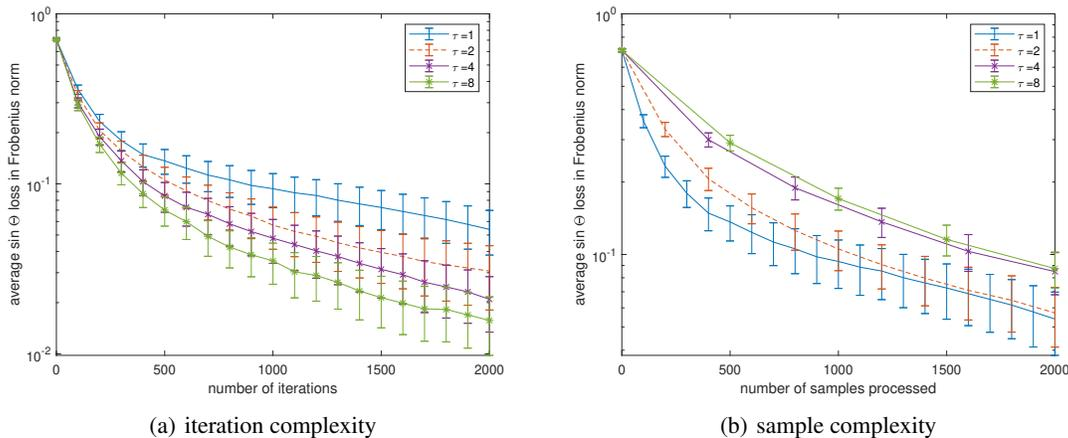 10^0
10^-1
10^-2
average sin Θ loss in Frobenius norm
0
500
1000
1500
2000
number of iterations
τ =1
τ =2
τ =4
τ =8
(a) iteration complexity
10^0
10^-1
average sin Θ loss in Frobenius norm
0
500
1000
1500
2000
number of samples processed
τ =1
τ =2
τ =4
τ =8
(b) sample complexity